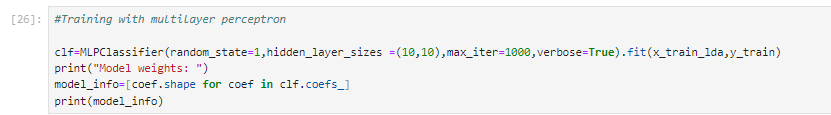 [26]: #Training with multilayer perceptron
clf=MLPClassifier(random_state=1,hidden_layer_sizes =(10,10),max_iter=1000,verbose=True).fit(x_train_lda,y_train)
print("Model weights: ")
model_info=[coef.shape for coef in clf.coefs_]
print(model_info)